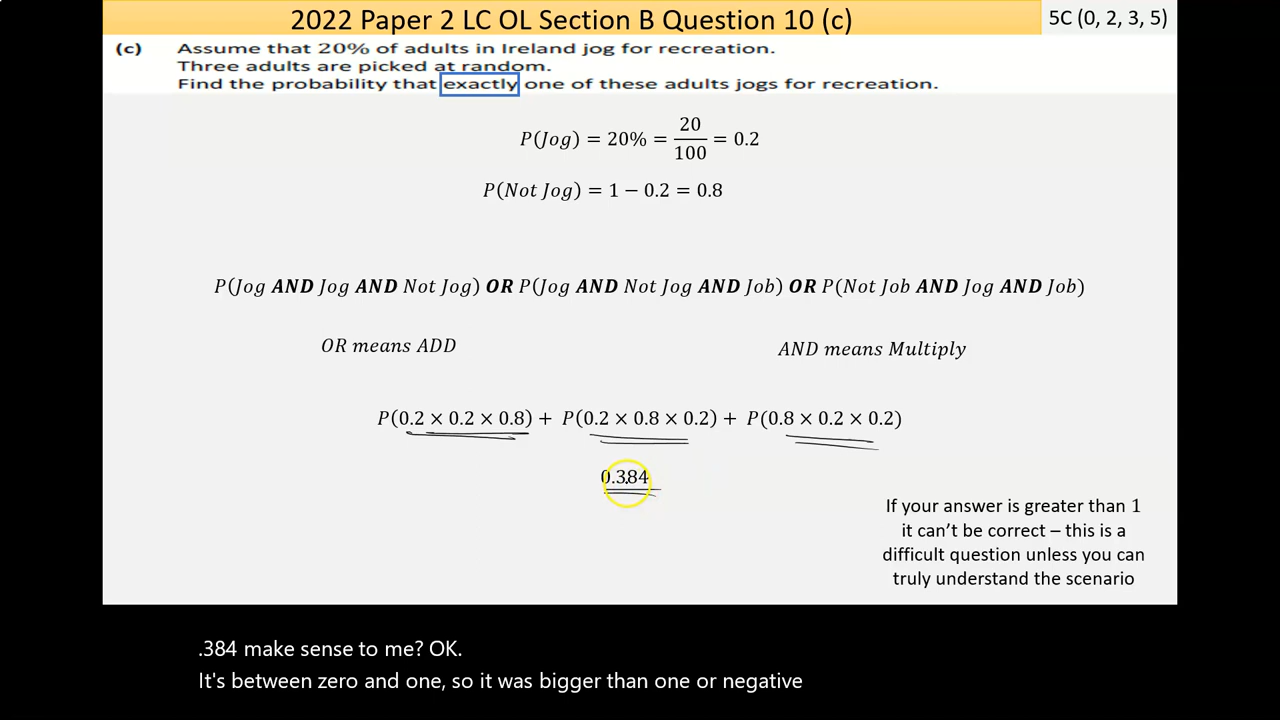 2022 Paper 2 LC OL Section B Question 10 (c)
5C (0, 2, 3, 5)
(c) Assume that 20% of adults in Ireland jog for recreation.
Three adults are picked at random.
Find the probability that exactly one of these adults jogs for recreation.
P(Jog) = 20% = 20/100 = 0.2
P(Not Jog) = 1 − 0.2 = 0.8
P(Jog AND Jog AND Not Jog) OR P(Jog AND Not Jog AND Job) OR P(Not Job AND Jog AND Job)
OR means ADD
AND means Multiply
P(0.2 × 0.2 × 0.8) + P(0.2 × 0.8 × 0.2) + P(0.8 × 0.2 × 0.2)
0.384
If your answer is greater than 1
it can't be correct – this is a
difficult question unless you can
truly understand the scenario
.384 make sense to me? OK.
It's between zero and one, so it was bigger than one or negative